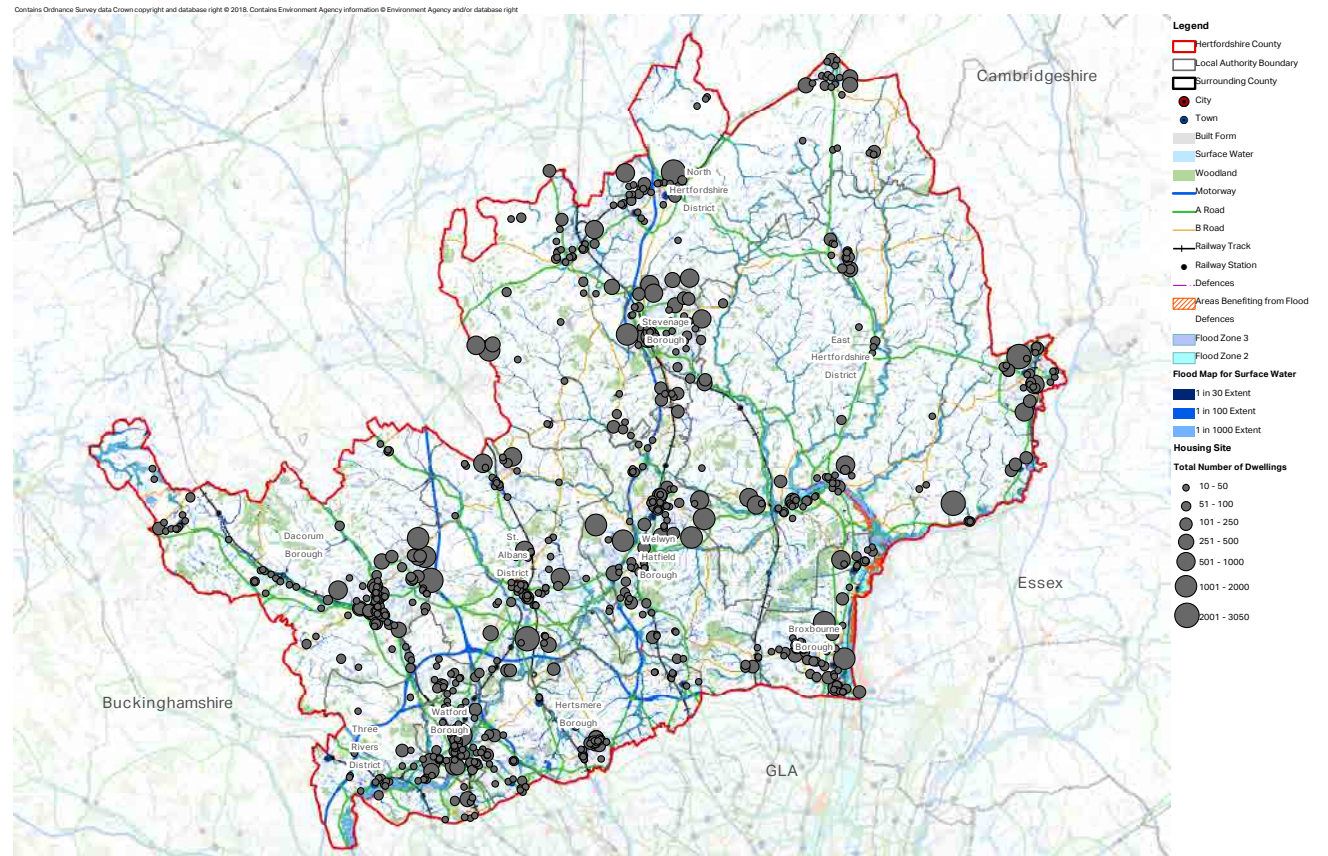 Contains Ordnance Survey data Crown copyright and database right © 2018. Contains Environment Agency information © Environment Agency and/or database right
Cambridgeshire
North
Hertfordshire
District
Stevenage
Borough
East
Hertfordshire
District
Dacorum
Borough
St.
Albans
District
Welwyn
Hatfield
Borough
Essex
Broxbourne
Borough
Buckinghamshire
Watford
Borough
Hertsmere
Borough
Three
Rivers
District
GLA
Legend
Hertfordshire County
Local Authority Boundary
Surrounding County
City
Town
Built Form
Surface Water
Woodland
Motorway
A Road
B Road
Railway Track
Railway Station
Defences
Areas Benefiting from Flood
Defences
Flood Zone 3
Flood Zone 2
Flood Map for Surface Water
1 in 30 Extent
1 in 100 Extent
1 in 1000 Extent
Housing Site
Total Number of Dwellings
10 - 50
51 - 100
101 - 250
251 - 500
501 - 1000
1001 - 2000
2001 - 3050